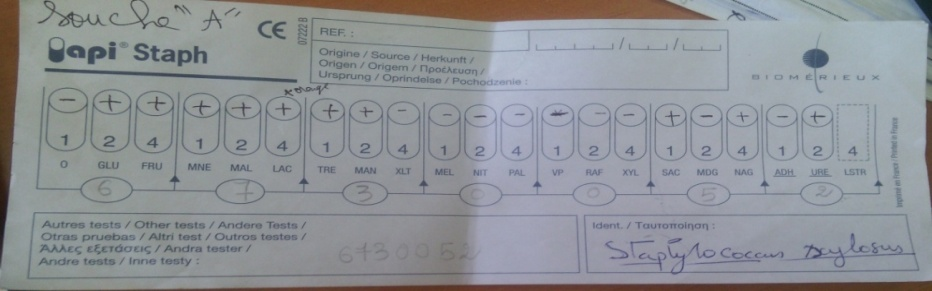 Souche "A"
CE
07222 B
REF. :
api® Staph
Origine / Source / Herkunft /
Origen / Origem / Προέλευση /
Ursprung / Oprindelse / Pochodzenie :
BIOMÉRIEUX
− + + + + + + + − − − − − − − + − + − +
1 2 4 1 2 4 1 2 4 1 2 4 1 2 4 1 2 4 1 2 4
O GLU FRU MNE MAL LAC TRE MAN XLT MEL NIT PAL VP RAF XYL SAC MDG NAG ADH URE LSTR
6 7 3 0 0 5 2
Imprimé en France / Printed in France
Autres tests / Other tests / Andere Tests /
Otras pruebas / Altri test / Outros testes /
Άλλες εξετάσεις / Andra tester /
Andre tests / Inne testy :
6730052
Ident. / Ταυτοποίηση :
Staphylococcus xylosus